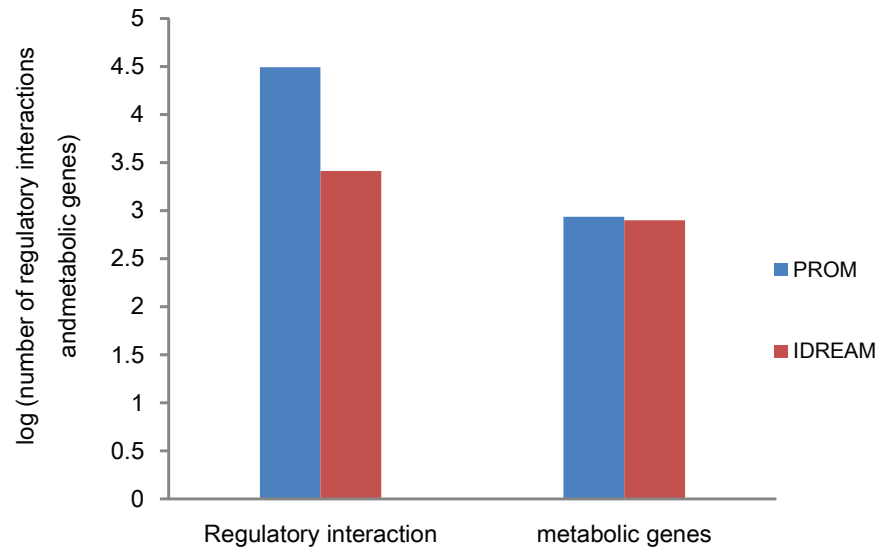 log (number of regulatory interactions
andmetabolic genes)
5
4.5
4
3.5
3
2.5
2
1.5
1
0.5
0
Regulatory interaction
metabolic genes
PROM
IDREAM